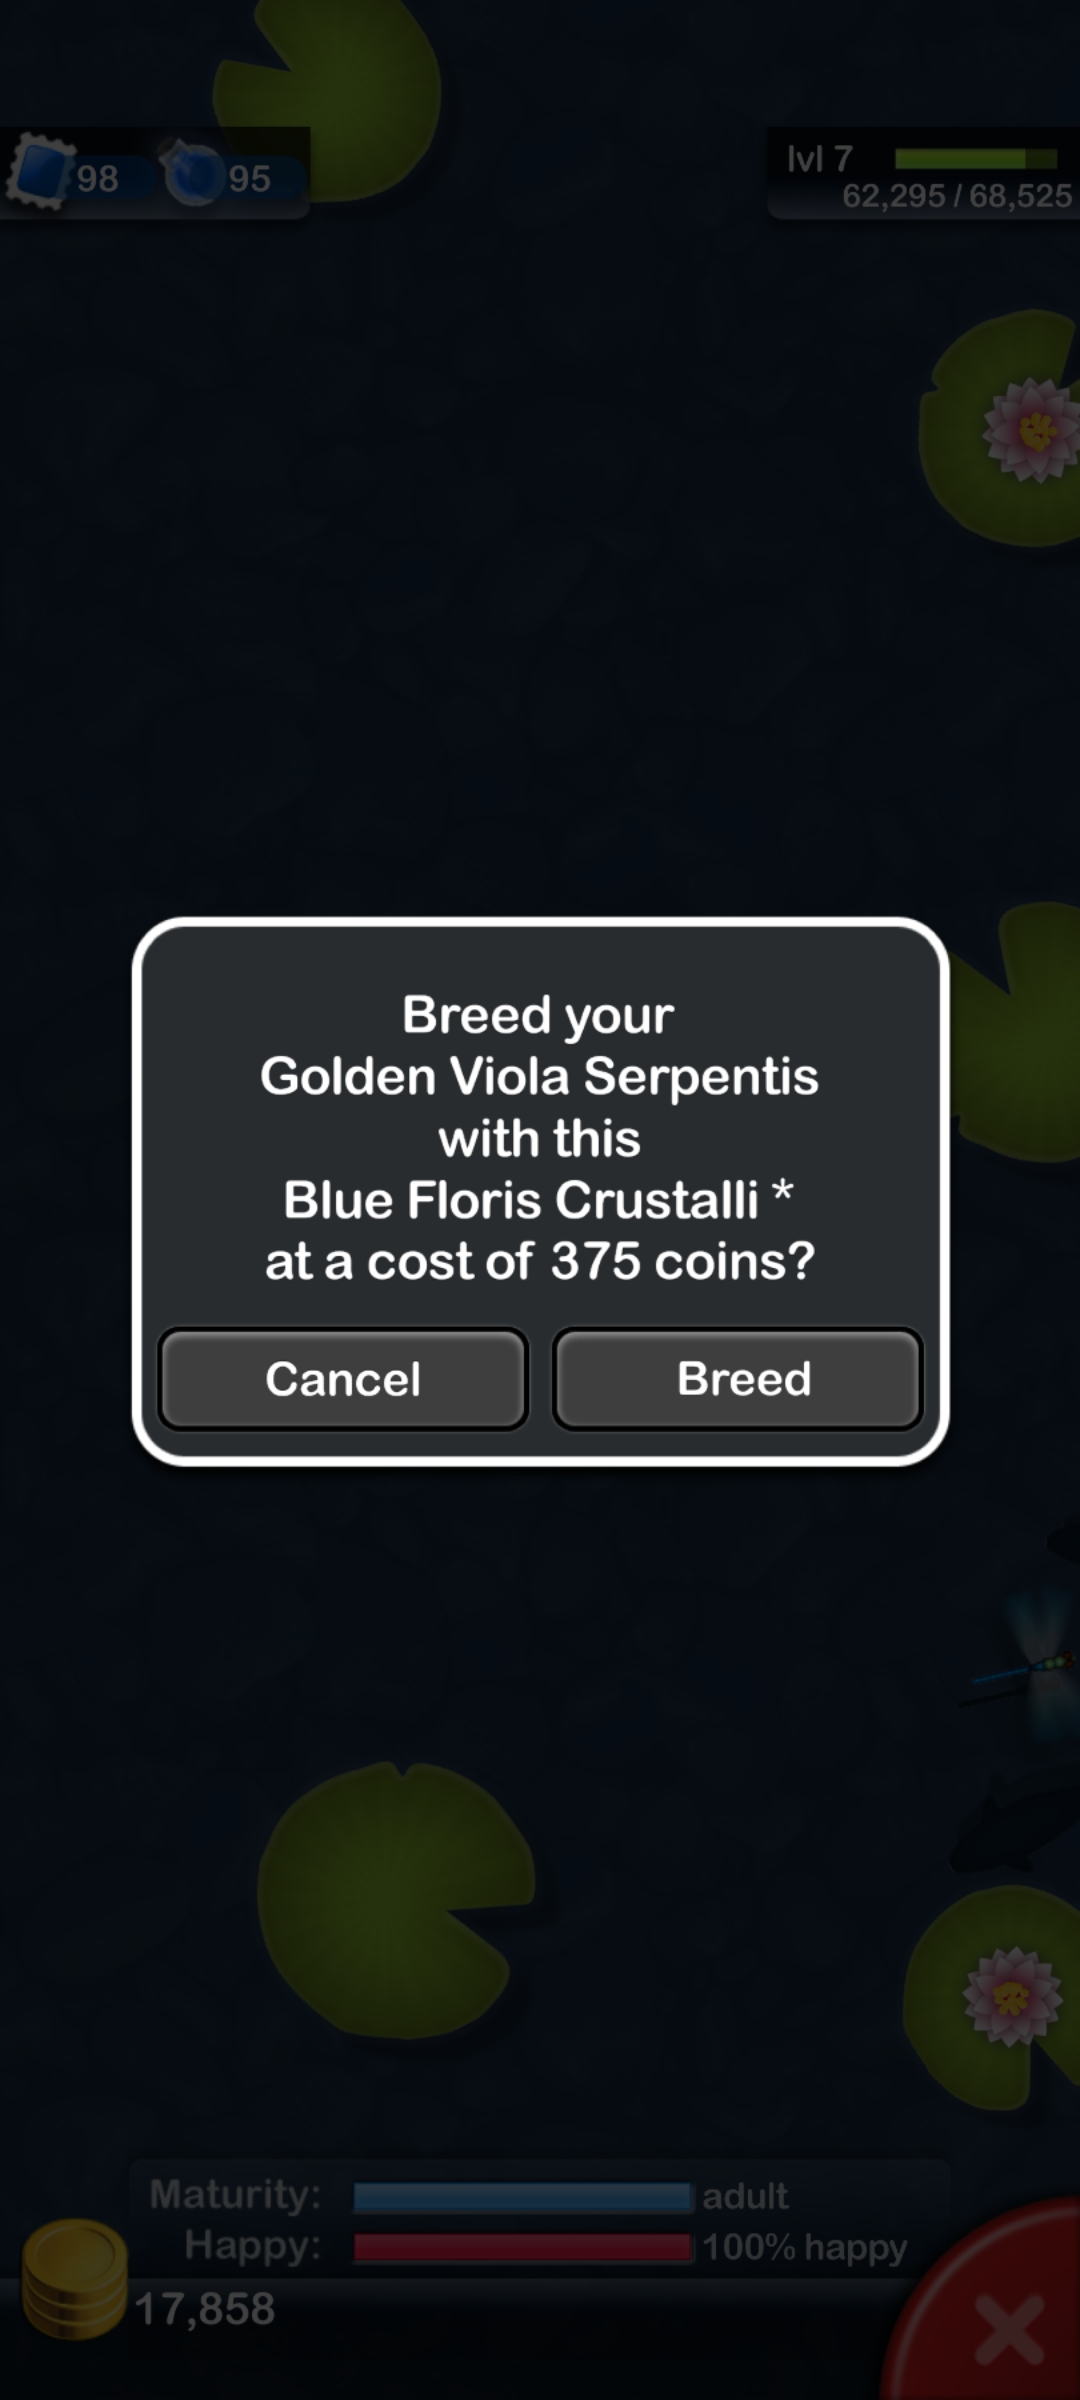 98 95
lvl 7
62,295 / 68,525
Breed your
Golden Viola Serpentis
with this
Blue Floris Crustalli *
at a cost of 375 coins?
Cancel Breed
Maturity: adult
Happy: 100% happy
17,858